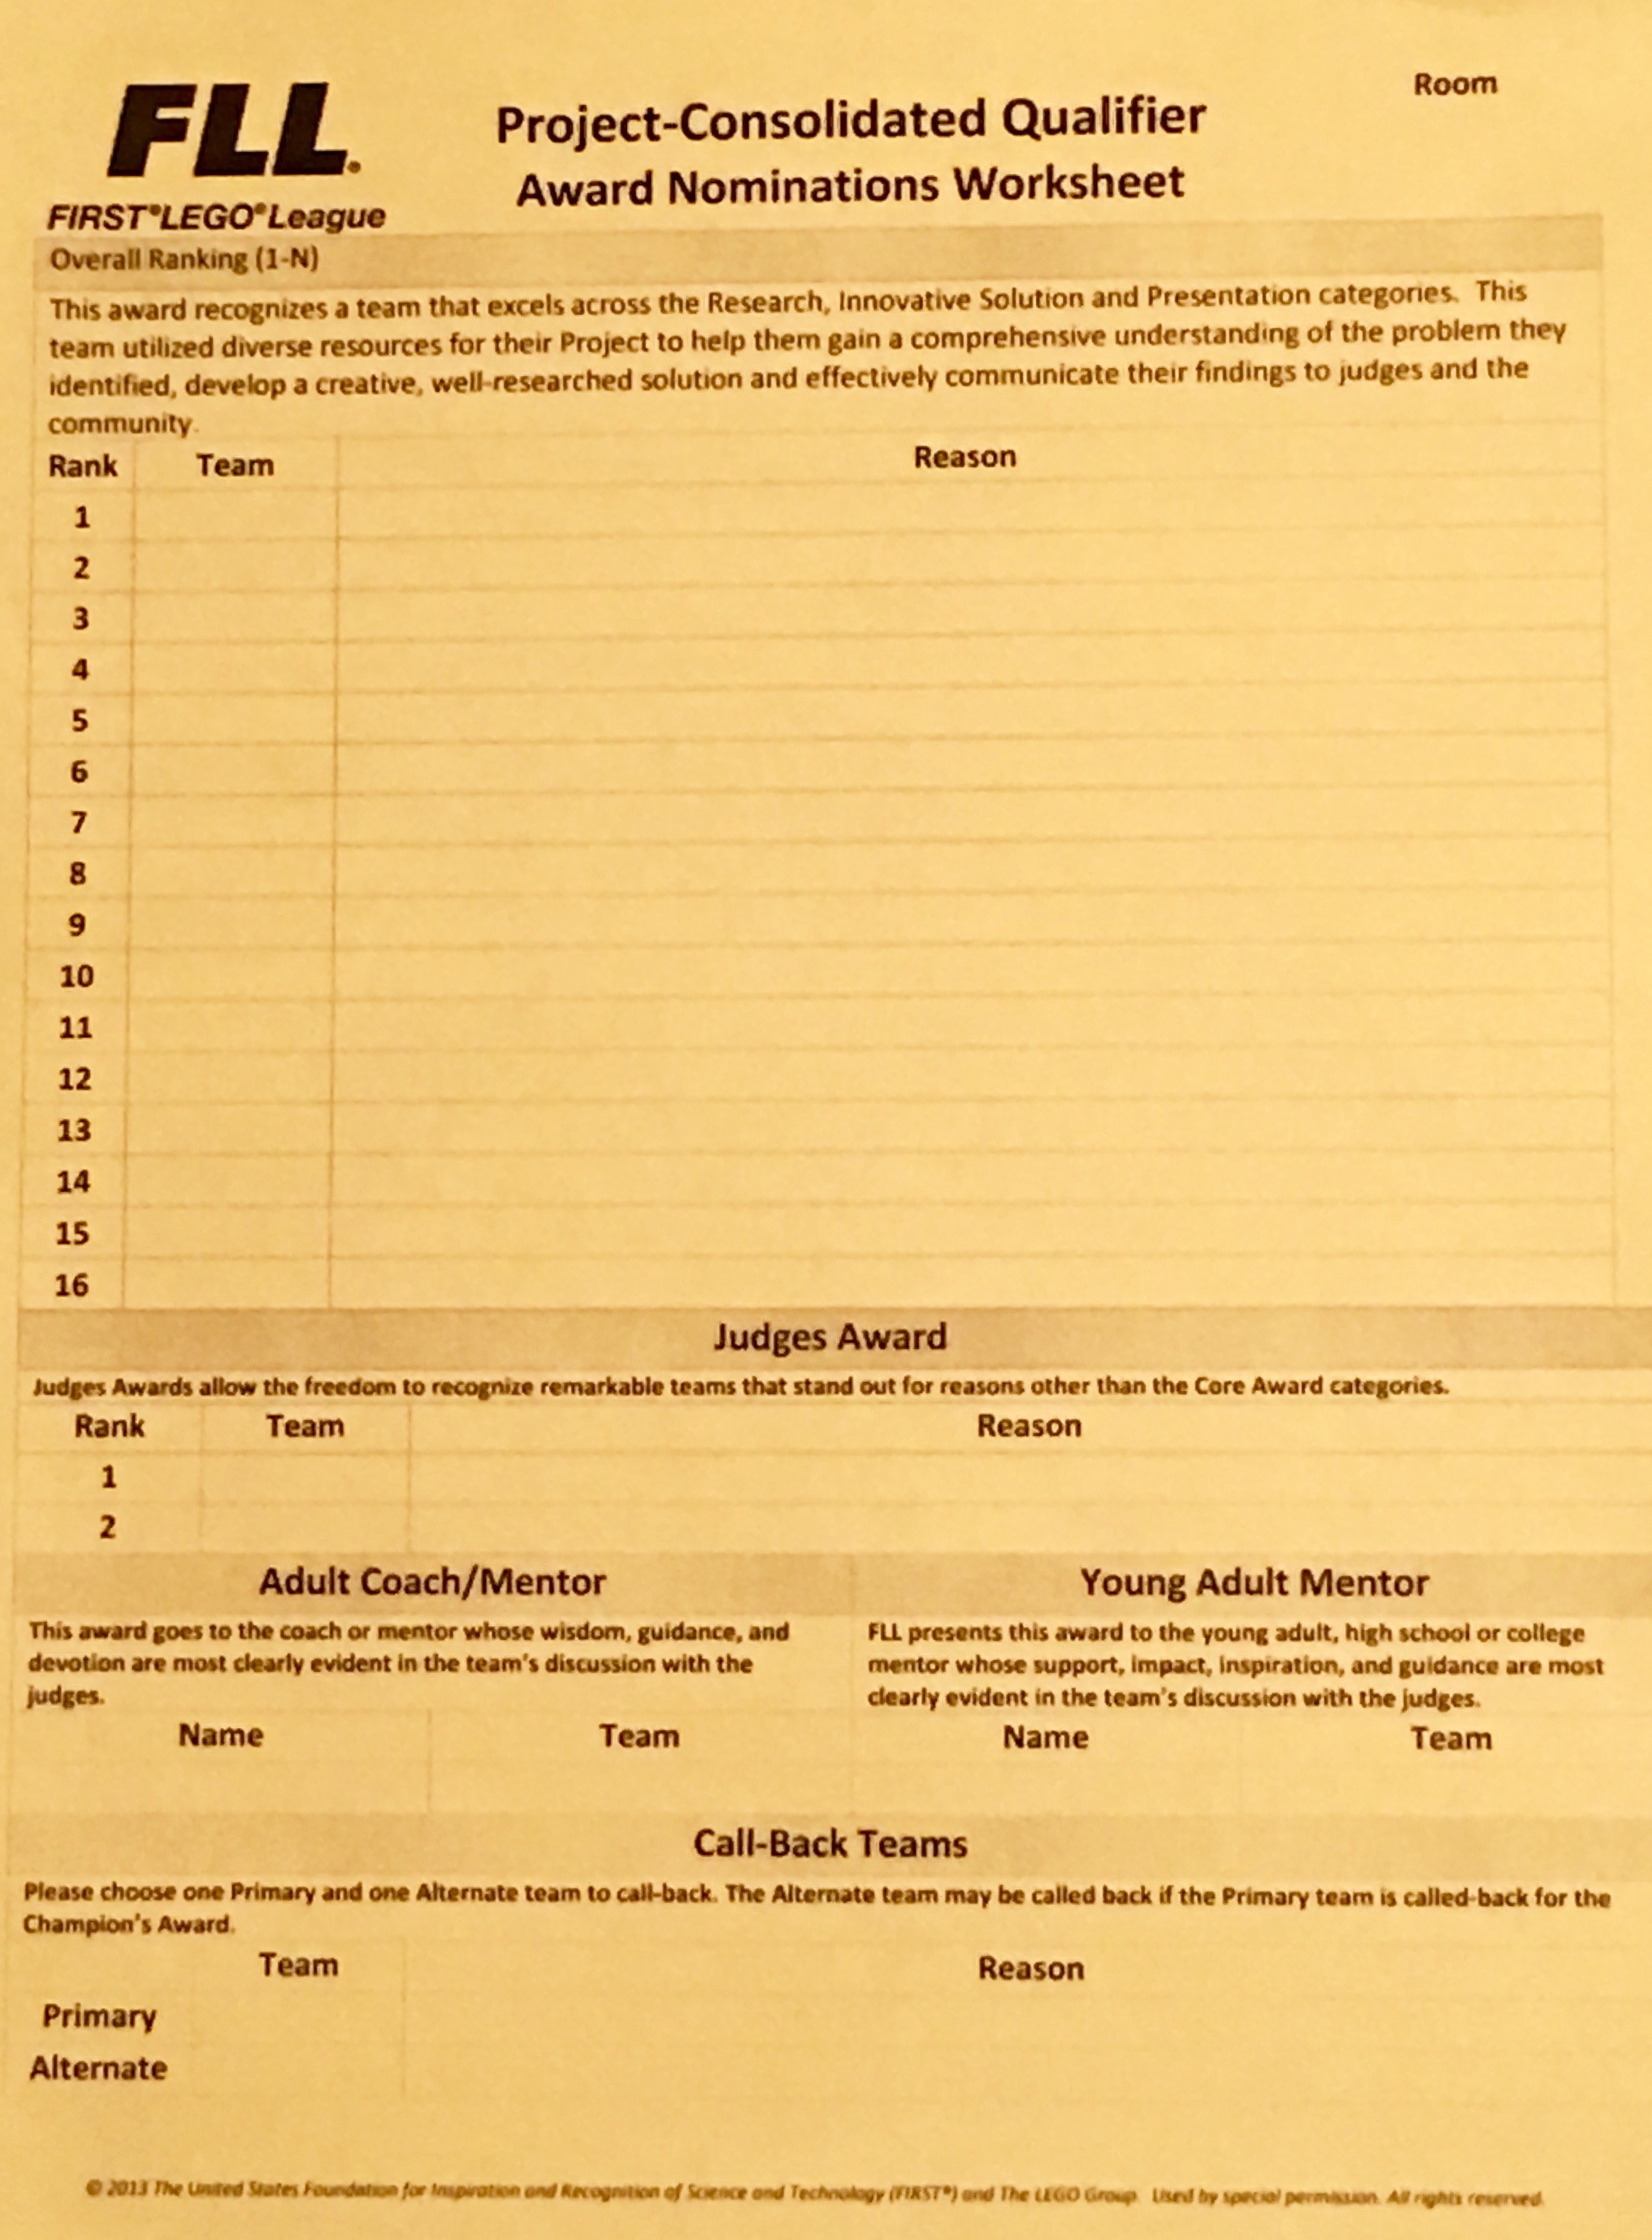 Room
FLL®
FIRST®LEGO®League
Project-Consolidated Qualifier
Award Nominations Worksheet
Overall Ranking (1-N)
This award recognizes a team that excels across the Research, Innovative Solution and Presentation categories. This
team utilized diverse resources for their Project to help them gain a comprehensive understanding of the problem they
identified, develop a creative, well-researched solution and effectively communicate their findings to judges and the
community.
Rank Team Reason
1
2
3
4
5
6
7
8
9
10
11
12
13
14
15
16
Judges Award
Judges Awards allow the freedom to recognize remarkable teams that stand out for reasons other than the Core Award categories.
Rank Team Reason
1
2
Adult Coach/Mentor
This award goes to the coach or mentor whose wisdom, guidance, and
devotion are most clearly evident in the team's discussion with the
judges.
Name Team
Young Adult Mentor
FLL presents this award to the young adult, high school or college
mentor whose support, impact, inspiration, and guidance are most
clearly evident in the team's discussion with the judges.
Name Team
Call-Back Teams
Please choose one Primary and one Alternate team to call-back. The Alternate team may be called back if the Primary team is called-back for the
Champion's Award.
Team Reason
Primary
Alternate
© 2013 The United States Foundation for Inspiration and Recognition of Science and Technology (FIRST®) and The LEGO Group. Used by special permission. All rights reserved.